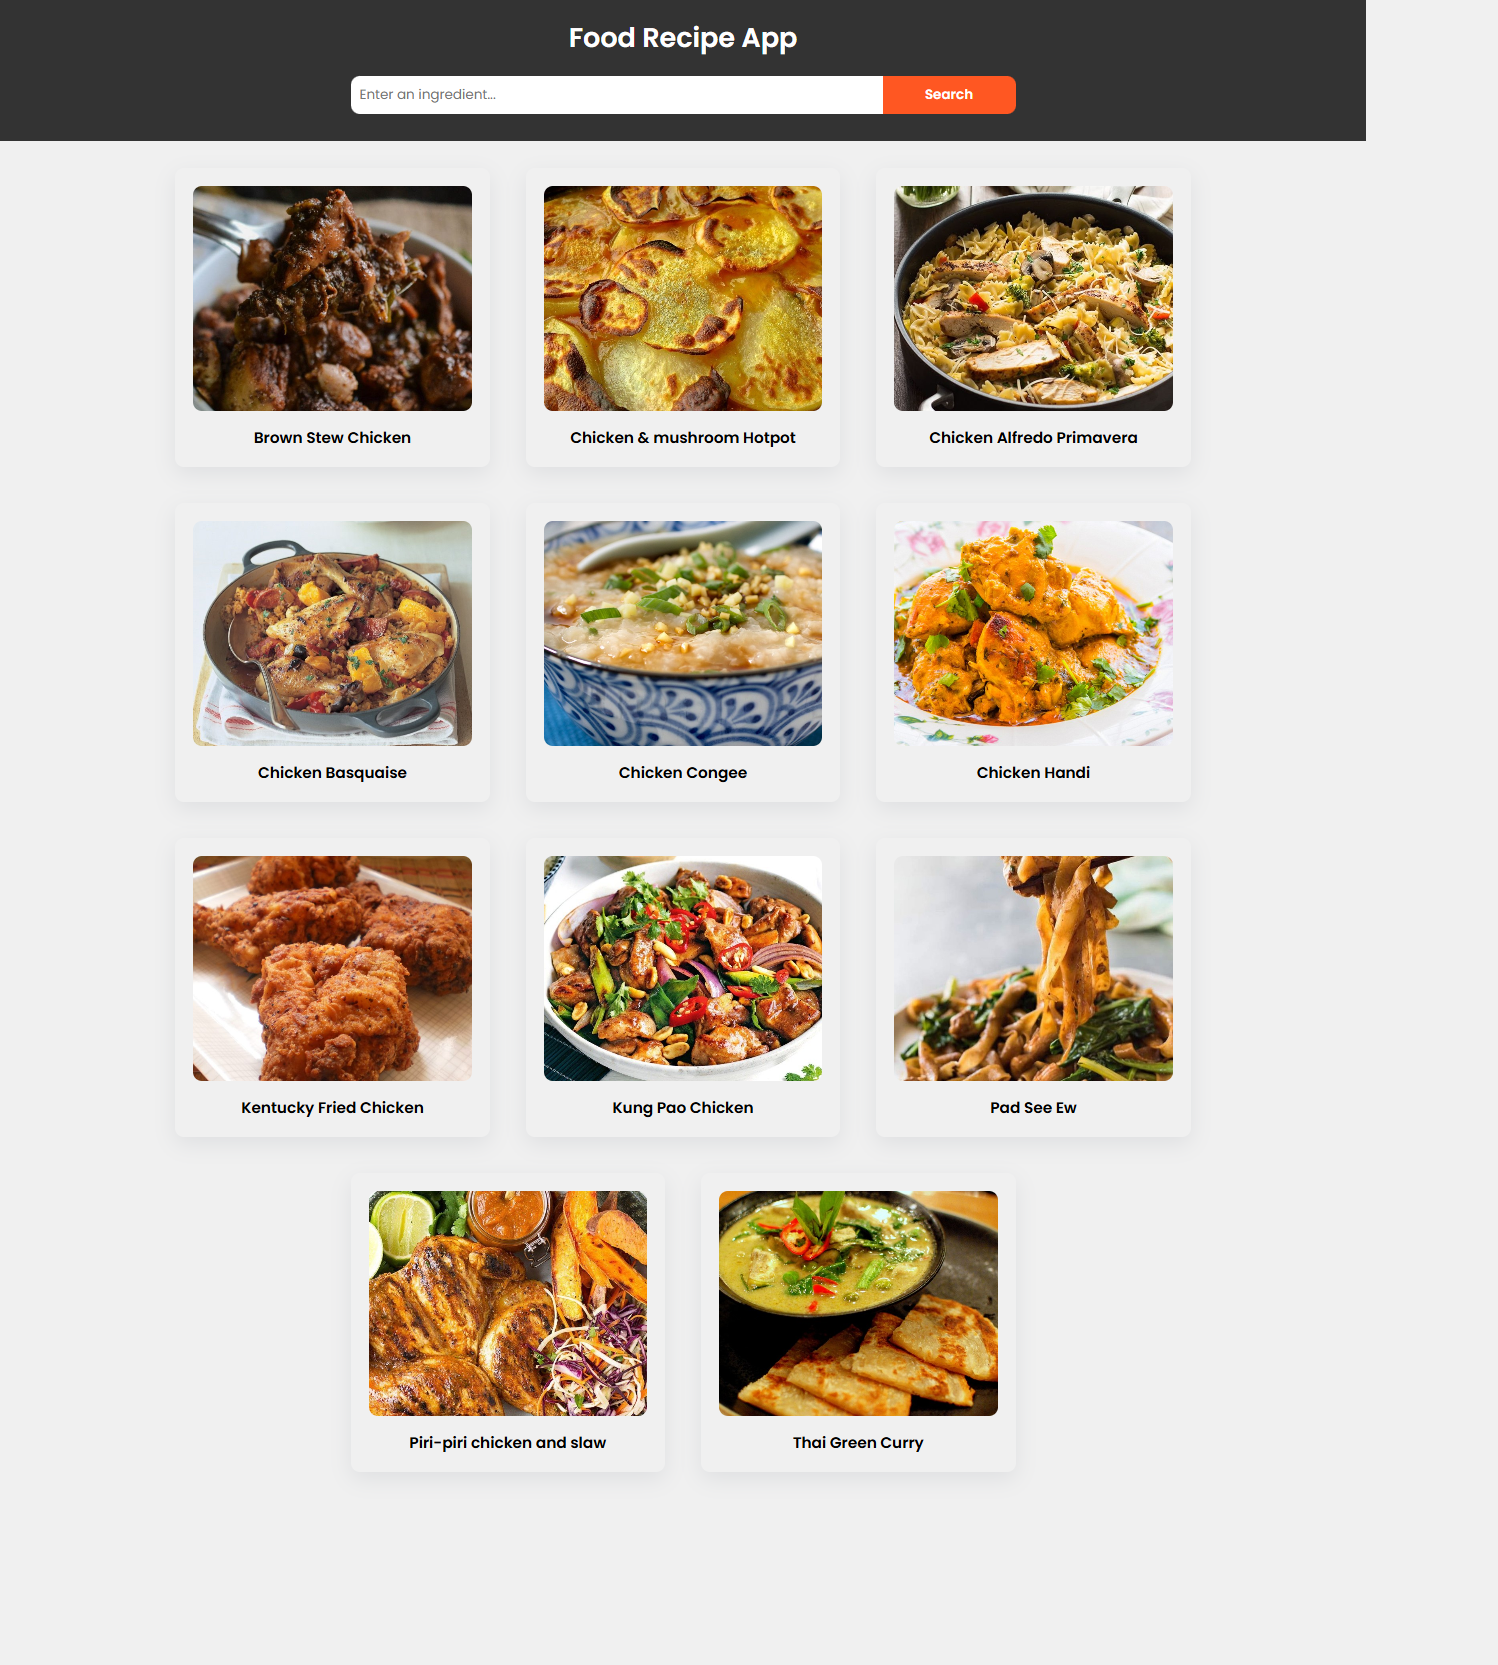 Food Recipe App
Enter an ingredient...
Search
Brown Stew Chicken
Chicken & mushroom Hotpot
Chicken Alfredo Primavera
Chicken Basquaise
Chicken Congee
Chicken Handi
Kentucky Fried Chicken
Kung Pao Chicken
Pad See Ew
Piri-piri chicken and slaw
Thai Green Curry